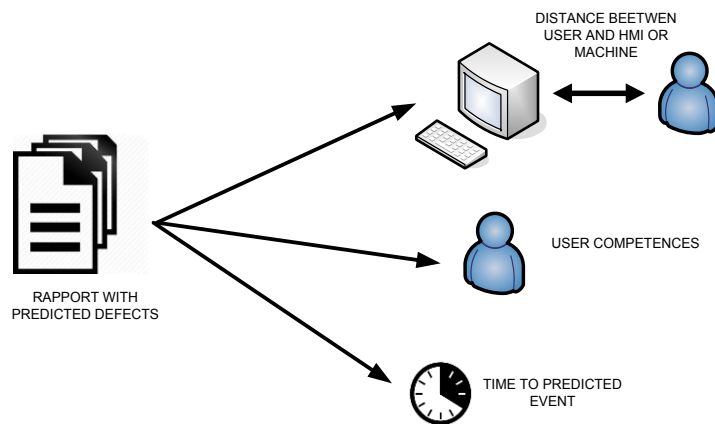 DISTANCE BEETWEN
USER AND HMI OR
MACHINE
USER COMPETENCES
RAPPORT WITH
PREDICTED DEFECTS
TIME TO PREDICTED
EVENT